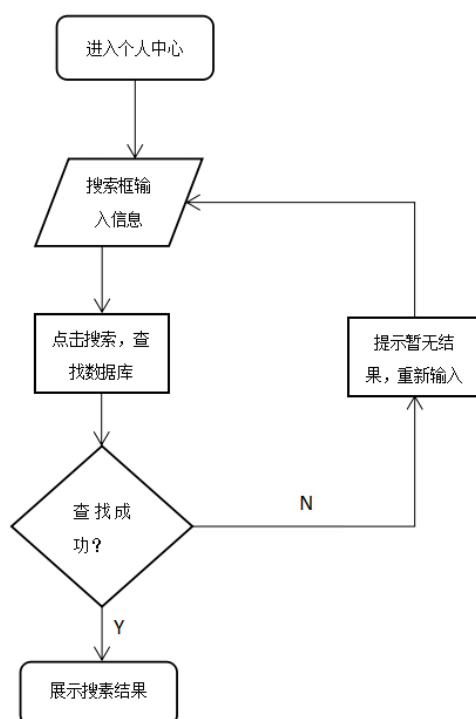 进入个人中心
搜索框输
入信息
点击搜索，查
找数据库
提示暂无结
果，重新输入
查找成
功？
N
Y
展示搜素结果